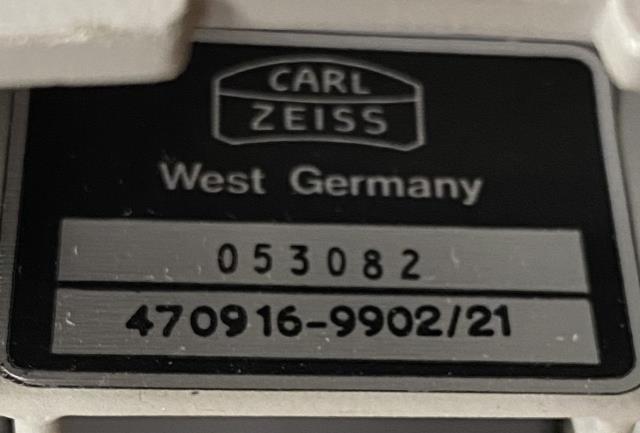 CARL
ZEISS
West Germany
053082
470916-9902/21